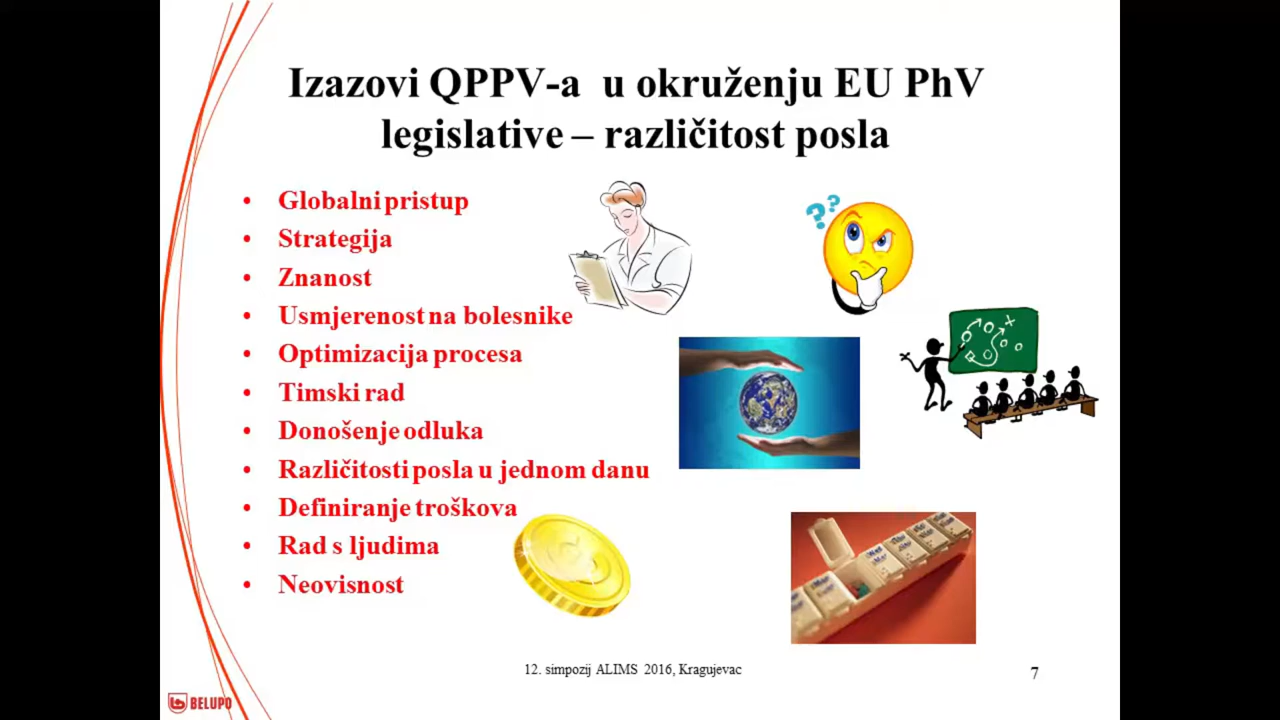 Izazovi QPPV-a u okruženju EU PhV
legislative – različitost posla
• Globalni pristup
• Strategija
• Znanost
• Usmjerenost na bolesnike
• Optimizacija procesa
• Timski rad
• Donošenje odluka
• Različitosti posla u jednom danu
• Definiranje troškova
• Rad s ljudima
• Neovisnost
??
12. simpozij ALIMS 2016, Kragujevac
7
BELUPO